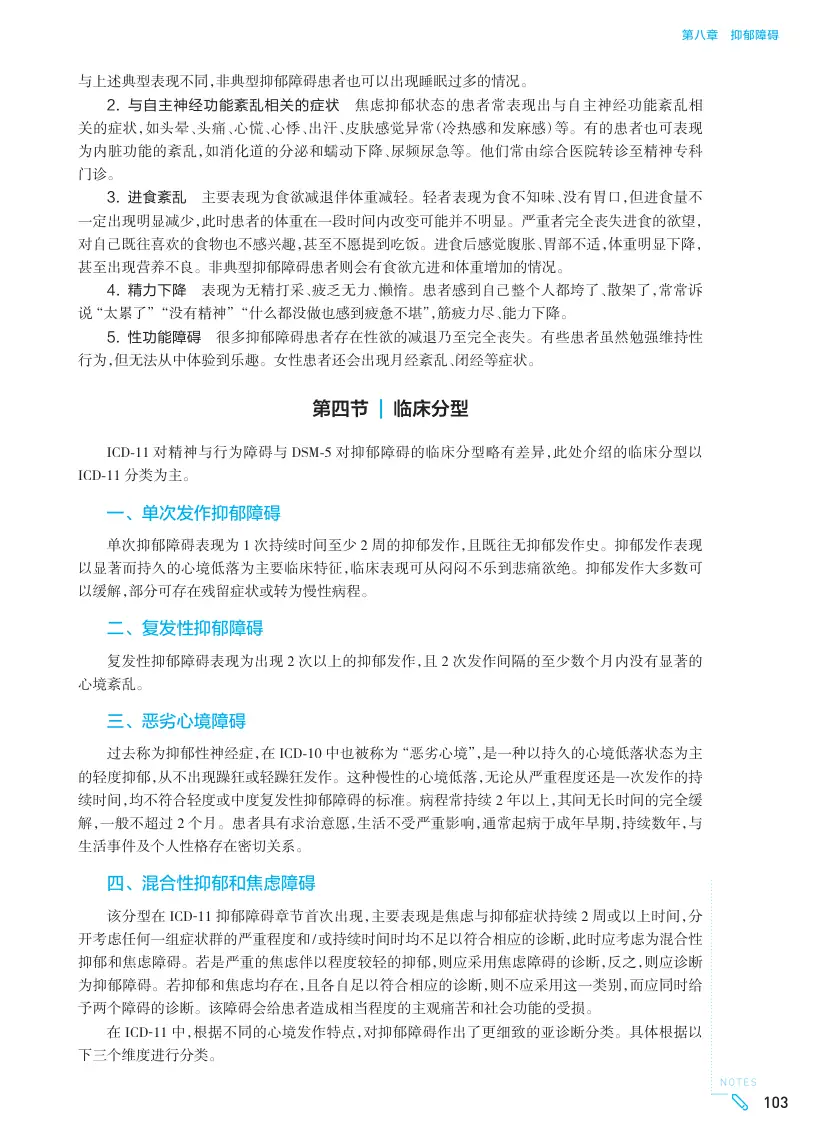 第八章 抑郁障碍
与上述典型表现不同,非典型抑郁障碍患者也可以出现睡眠过多的情况。
2. 与自主神经功能紊乱相关的症状 焦虑抑郁状态的患者常表现出与自主神经功能紊乱相
关的症状,如头晕、头痛、心慌、心悸、出汗、皮肤感觉异常(冷热感和发麻感)等。有的患者也可表现
为内脏功能的紊乱,如消化道的分泌和蠕动下降、尿频尿急等。他们常由综合医院转诊至精神专科
门诊。
3. 进食紊乱 主要表现为食欲减退伴体重减轻。轻者表现为食不知味、没有胃口,但进食量不
一定出现明显减少,此时患者的体重在一段时间内改变可能并不明显。严重者完全丧失进食的欲望,
对自己既往喜欢的食物也不感兴趣,甚至不愿提到吃饭。进食后感觉腹胀、胃部不适,体重明显下降,
甚至出现营养不良。非典型抑郁障碍患者则会有食欲亢进和体重增加的情况。
4. 精力下降 表现为无精打采、疲乏无力、懒惰。患者感到自己整个人都垮了、散架了,常常诉
说“太累了”“没有精神”“什么都没做也感到疲惫不堪”,筋疲力尽、能力下降。
5. 性功能障碍 很多抑郁障碍患者存在性欲的减退乃至完全丧失。有些患者虽然勉强维持性
行为,但无法从中体验到乐趣。女性患者还会出现月经紊乱、闭经等症状。
第四节 | 临床分型
ICD-11 对精神与行为障碍与 DSM-5 对抑郁障碍的临床分型略有差异,此处介绍的临床分型以
ICD-11 分类为主。
一、单次发作抑郁障碍
单次抑郁障碍表现为 1 次持续时间至少 2 周的抑郁发作,且既往无抑郁发作史。抑郁发作表现
以显著而持久的心境低落为主要临床特征,临床表现可从闷闷不乐到悲痛欲绝。抑郁发作大多数可
以缓解,部分可存在残留症状或转为慢性病程。
二、复发性抑郁障碍
复发性抑郁障碍表现为出现 2 次以上的抑郁发作,且 2 次发作间隔的至少数个月内没有显著的
心境紊乱。
三、恶劣心境障碍
过去称为抑郁性神经症,在 ICD-10 中也被称为“恶劣心境”,是一种以持久的心境低落状态为主
的轻度抑郁,从不出现躁狂或轻躁狂发作。这种慢性的心境低落,无论从严重程度还是一次发作的持
续时间,均不符合轻度或中度复发性抑郁障碍的标准。病程常持续 2 年以上,其间无长时间的完全缓
解,一般不超过 2 个月。患者具有求治意愿,生活不受严重影响,通常起病于成年早期,持续数年,与
生活事件及个人性格存在密切关系。
四、混合性抑郁和焦虑障碍
该分型在 ICD-11 抑郁障碍章节首次出现,主要表现是焦虑与抑郁症状持续 2 周或以上时间,分
开考虑任何一组症状群的严重程度和/或持续时间时均不足以符合相应的诊断,此时应考虑为混合性
抑郁和焦虑障碍。若是严重的焦虑伴以程度较轻的抑郁,则应采用焦虑障碍的诊断,反之,则应诊断
为抑郁障碍。若抑郁和焦虑均存在,且各自足以符合相应的诊断,则不应采用这一类别,而应同时给
予两个障碍的诊断。该障碍会给患者造成相当程度的主观痛苦和社会功能的受损。
在 ICD-11 中,根据不同的心境发作特点,对抑郁障碍作出了更细致的亚诊断分类。具体根据以
下三个维度进行分类。
NOTES
103